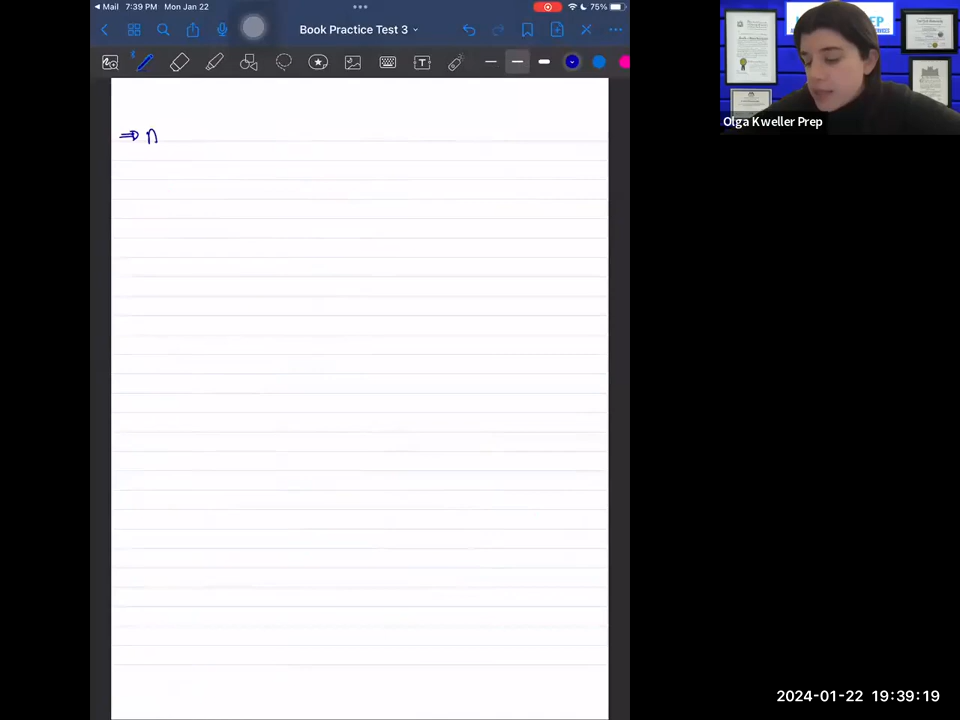 Mail 7:39 PM Mon Jan 22 75%
Book Practice Test 3
⇒ n
PREP
Olga Kweller Prep
2024-01-22 19:39:19